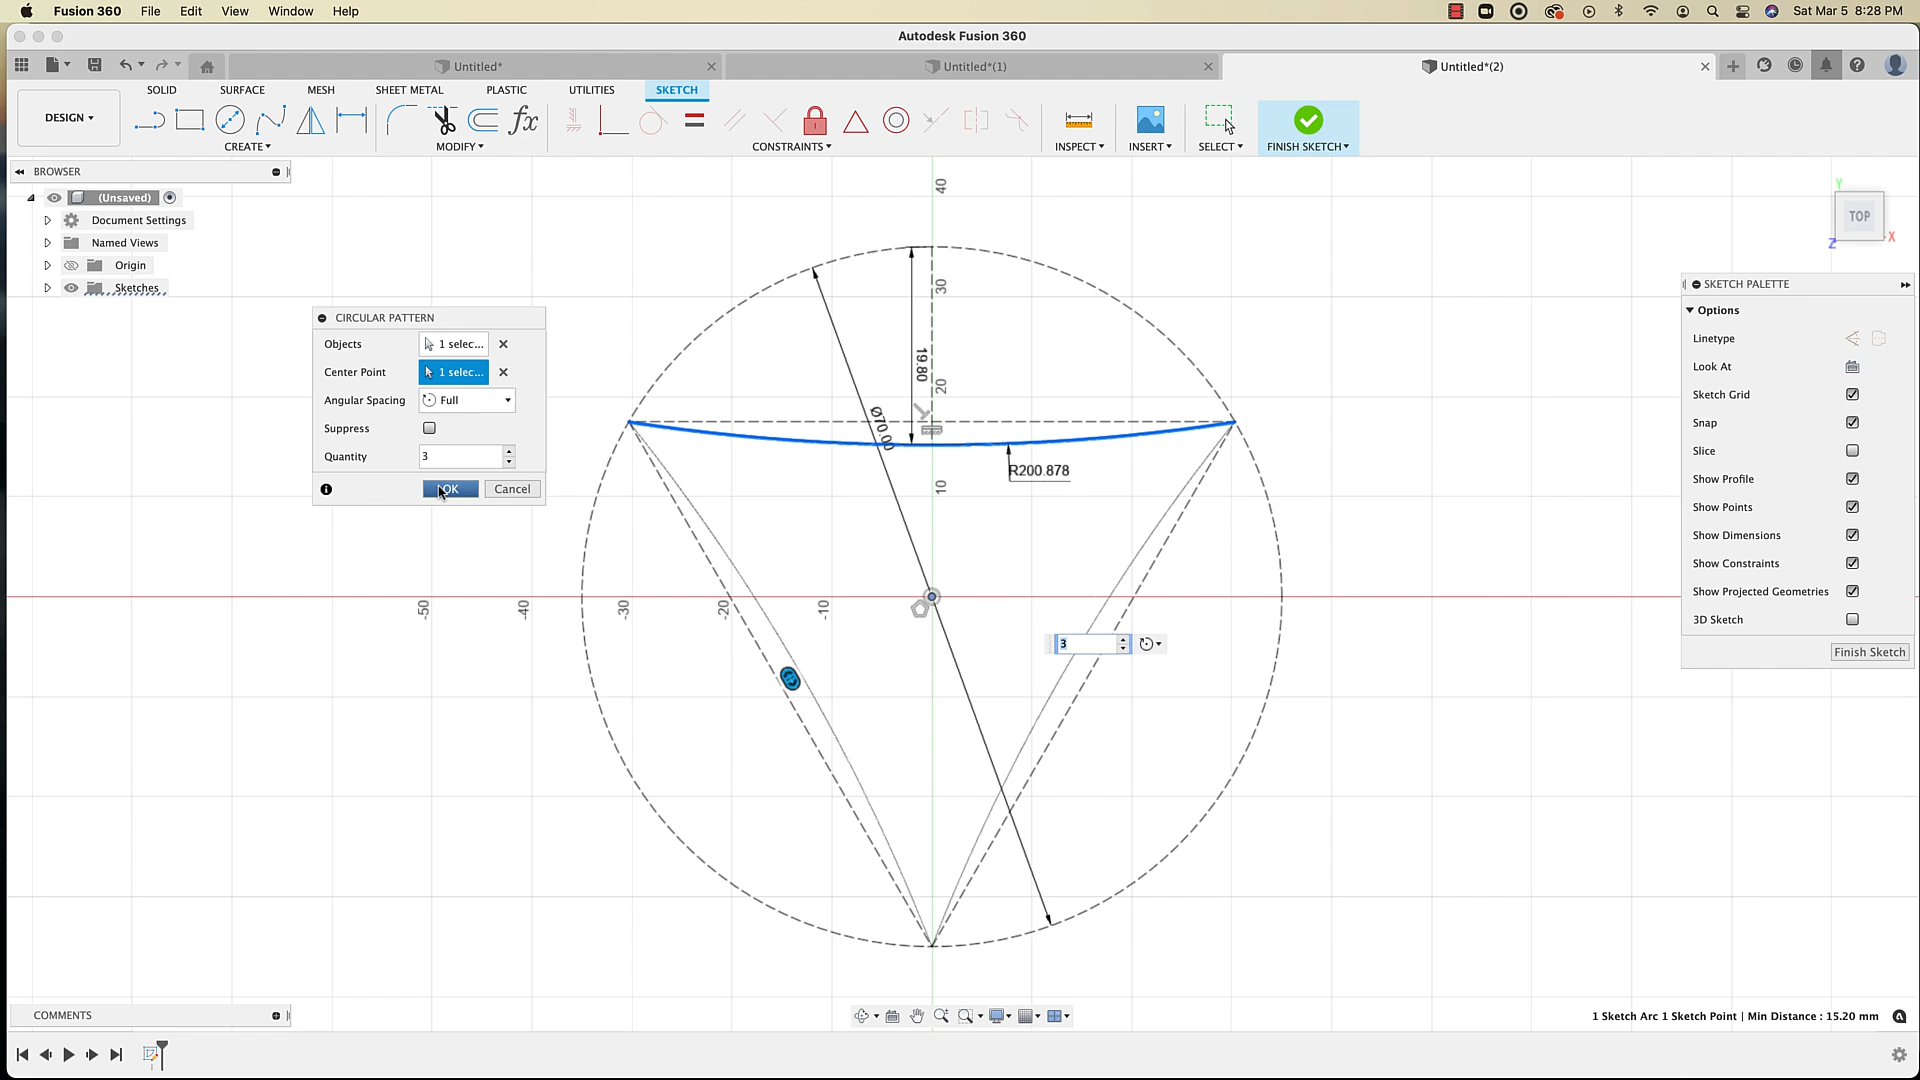 Fusion 360 File Edit View Window Help Sat Mar 5 8:28 PM
Autodesk Fusion 360
Untitled* Untitled*(1) Untitled*(2)
SOLID SURFACE MESH SHEET METAL PLASTIC UTILITIES SKETCH
DESIGN
fx
CREATE MODIFY CONSTRAINTS INSPECT INSERT SELECT FINISH SKETCH
BROWSER
(Unsaved)
Document Settings
Named Views
Origin
Sketches
CIRCULAR PATTERN
Objects 1 selec...
Center Point 1 selec...
Angular Spacing Full
Suppress
Quantity 3
OK Cancel
40
30
20
10
19.80
Ø70.00
R200.878
-50 -40 -30 -20 -10
3
Y
TOP
X
Z
SKETCH PALETTE
Options
Linetype
Look At
Sketch Grid
Snap
Slice
Show Profile
Show Points
Show Dimensions
Show Constraints
Show Projected Geometries
3D Sketch
Finish Sketch
COMMENTS
1 Sketch Arc 1 Sketch Point | Min Distance : 15.20 mm